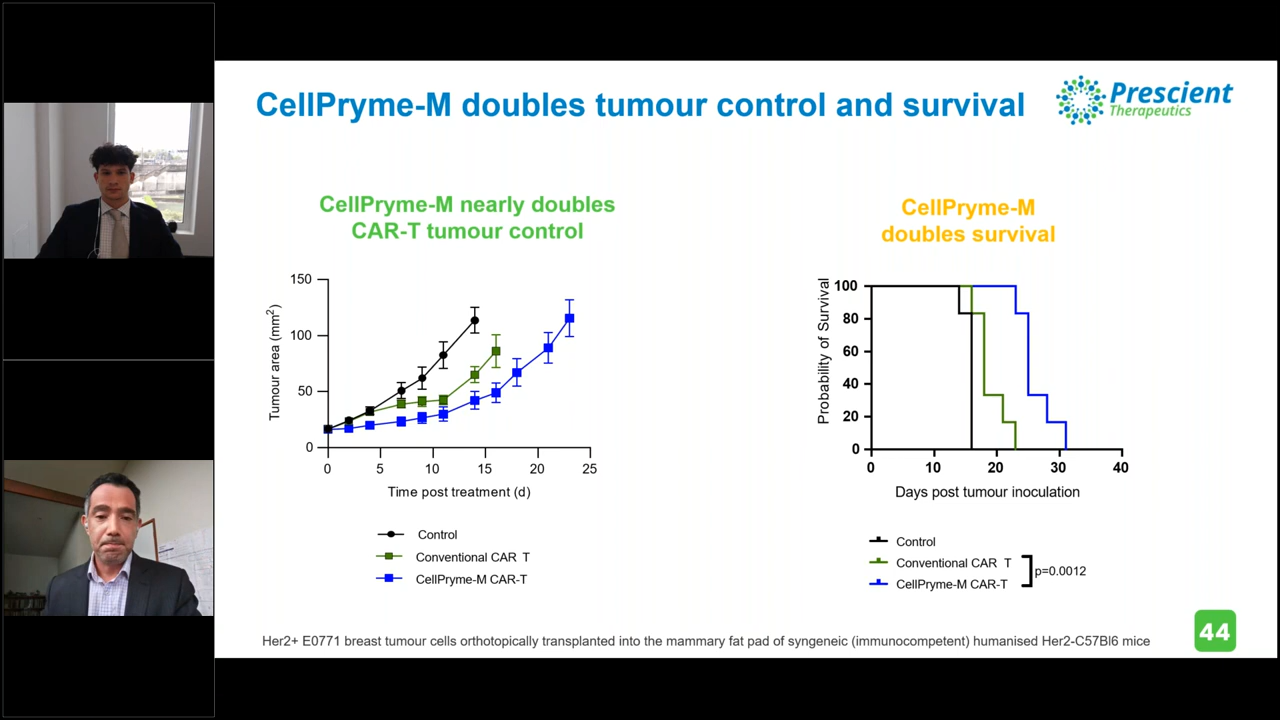 CellPryme-M doubles tumour control and survival
Prescient
Therapeutics
CellPryme-M nearly doubles
CAR-T tumour control
150
100
50
0
Tumour area (mm²)
0 5 10 15 20 25
Time post treatment (d)
Control
Conventional CAR T
CellPryme-M CAR-T
CellPryme-M
doubles survival
100
80
60
40
20
0
Probability of Survival
0 10 20 30 40
Days post tumour inoculation
Control
Conventional CAR T
CellPryme-M CAR-T
p=0.0012
Her2+ E0771 breast tumour cells orthotopically transplanted into the mammary fat pad of syngeneic (immunocompetent) humanised Her2-C57Bl6 mice
44